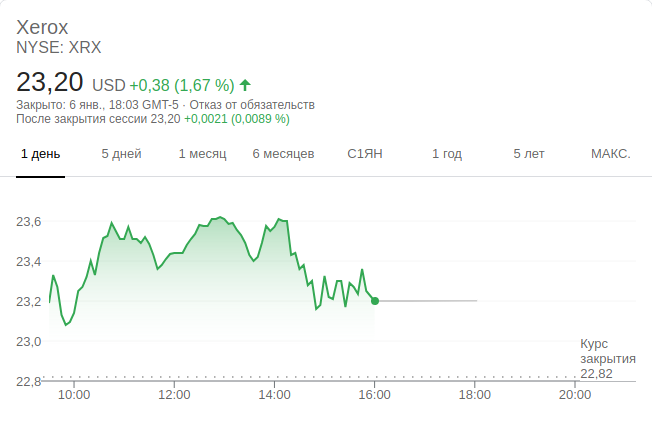 Xerox
NYSE: XRX
23,20 USD +0,38 (1,67 %)
Закрыто: 6 янв., 18:03 GMT-5 · Отказ от обязательств
После закрытия сессии 23,20 +0,0021 (0,0089 %)
1 день 5 дней 1 месяц 6 месяцев С1ЯН 1 год 5 лет МАКС.
23,6
23,4
23,2
23,0
Курс
закрытия
22,82
22,8
10:00 12:00 14:00 16:00 18:00 20:00